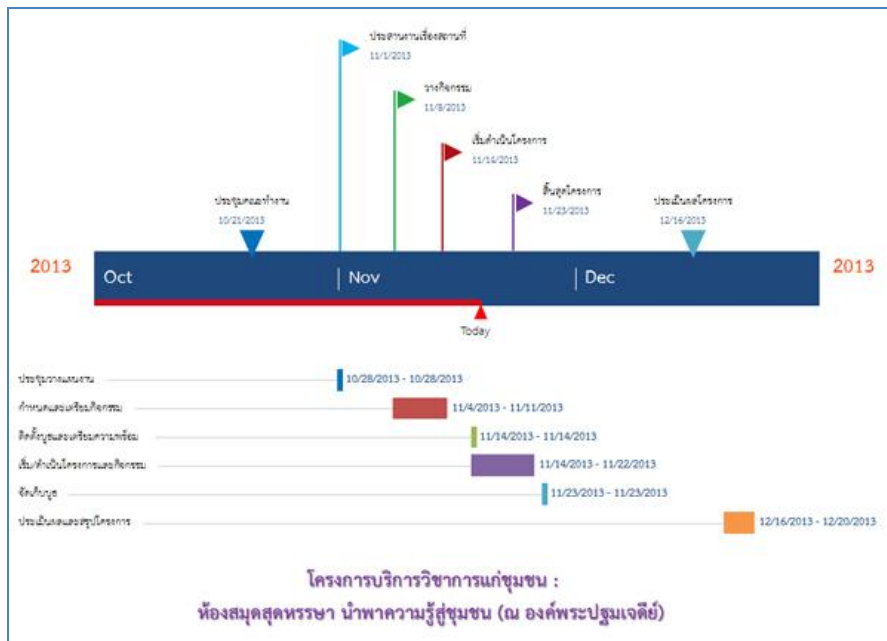 ประสานงานเรื่องสถานที่
11/1/2013
วางกิจกรรม
11/8/2013
เริ่มดำเนินโครงการ
11/14/2013
สิ้นสุดโครงการ
11/23/2013
ประชุมคณะทำงาน
10/21/2013
ประเมินผลโครงการ
12/16/2013
2013
Oct
Nov
Dec
2013
Today
ประชุมวางแผนงาน
10/28/2013 - 10/28/2013
กำหนดและเตรียมกิจกรรม
11/4/2013 - 11/11/2013
ติดตั้งบูธและเตรียมความพร้อม
11/14/2013 - 11/14/2013
เริ่ม/ดำเนินโครงการและกิจกรรม
11/14/2013 - 11/22/2013
จัดเก็บบูธ
11/23/2013 - 11/23/2013
ประเมินผลและสรุปโครงการ
12/16/2013 - 12/20/2013
โครงการบริการวิชาการแก่ชุมชน :
ห้องสมุดสุดหรรษา นำพาความรู้สู่ชุมชน (ณ องค์พระปฐมเจดีย์)